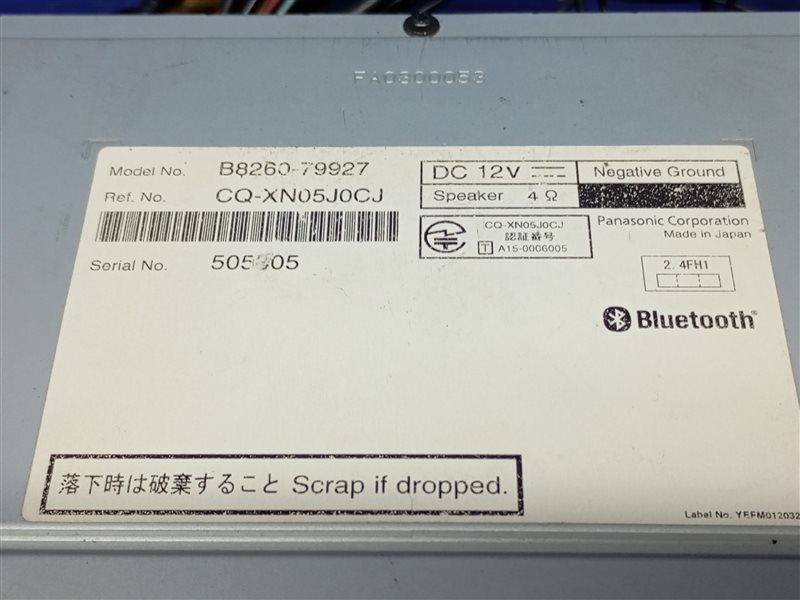 FA0300053
Model No. B8260-79927
Ref. No. CQ-XN05J0CJ
DC 12V
Negative Ground
Speaker 4 Ω
CQ-XN05J0CJ
認証番号
T A15-0006005
Panasonic Corporation
Made in Japan
Serial No.
2.4FH1
Bluetooth®
落下時は破棄すること Scrap if dropped.
Label No. YEFM012032